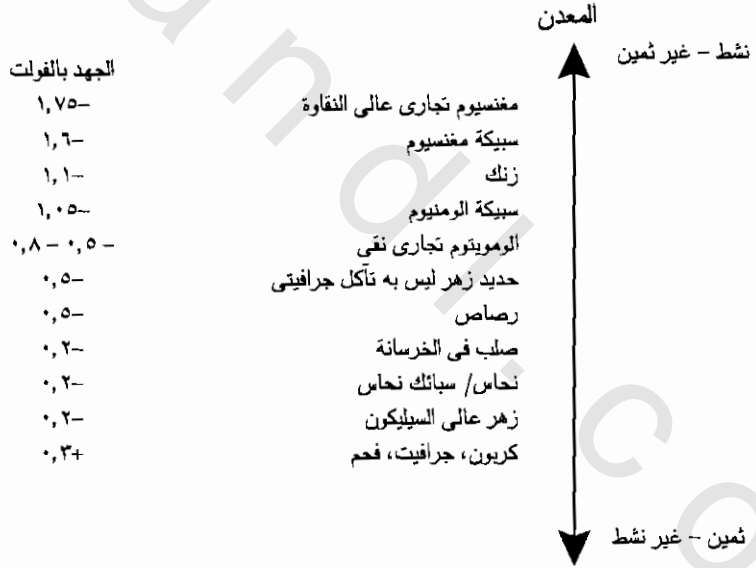 المعدن
نشط – غير ثمين
الجهد بالفولت
مغنسيوم تجارى عالى النقاوة –١,٧٥
سبيكة مغنسيوم –١,٦
زنك –١,١
سبيكة الومنيوم –١,٠٥
الومويتوم تجارى نقى – ٠,٥ – ٠,٨
حديد زهر ليس به تآكل جرافيتى –٠,٥
رصاص –٠,٥
صلب فى الخرسانة –٠,٢
نحاس/ سبائك نحاس –٠,٢
زهر عالى السيليكون –٠,٢
كربون، جرافيت، فحم +٠,٣
ثمين – غير نشط